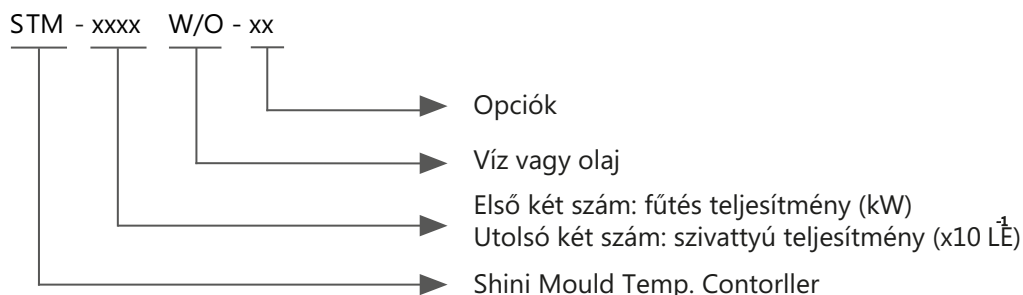 STM - xxxx W/O - xx
Opciók
Víz vagy olaj
Első két szám: fűtés teljesítmény (kW)
Utolsó két szám: szivattyú teljesítmény (x10⁻¹ LE)
Shini Mould Temp. Contorller